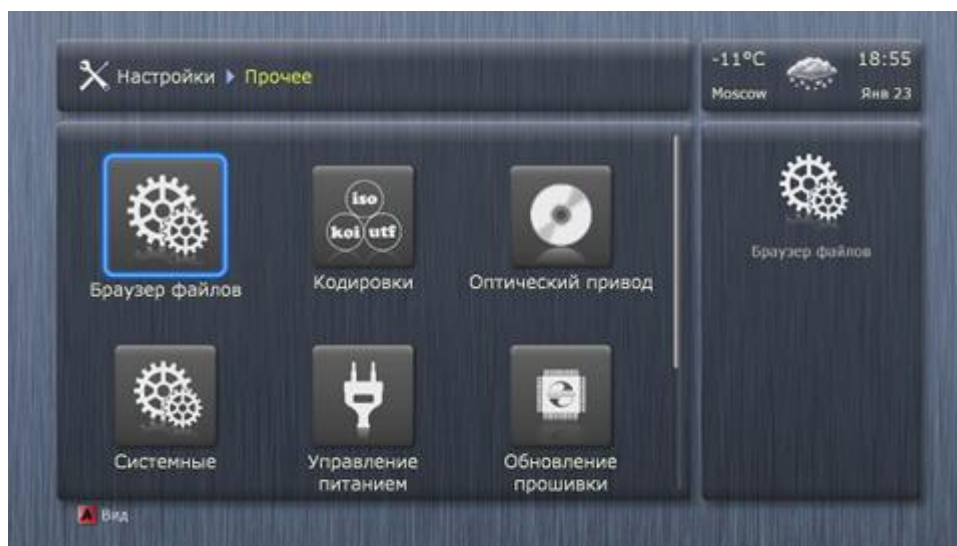 Настройки Прочее
-11°C 18:55
Moscow Янв 23
iso
koi utf
Браузер файлов Кодировки Оптический привод
Браузер файлов
Системные Управление питанием Обновление прошивки
A Вид